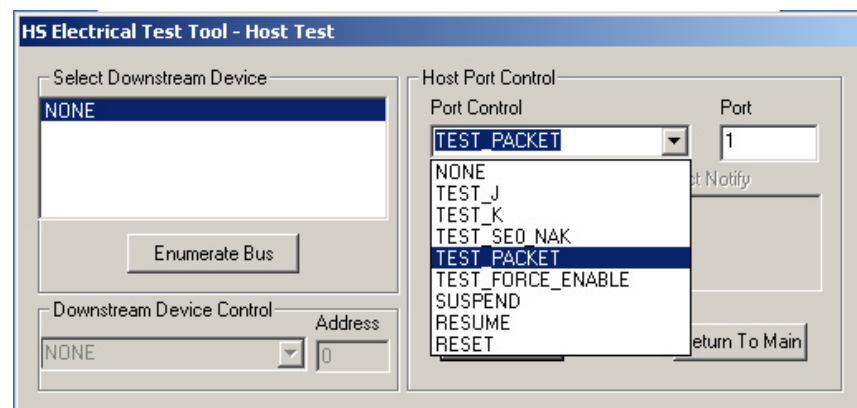 HS Electrical Test Tool - Host Test
Select Downstream Device
NONE
Enumerate Bus
Downstream Device Control
Address
NONE
0
Host Port Control
Port Control
Port
TEST_PACKET
1
NONE
TEST_J
TEST_K
TEST_SE0_NAK
TEST_PACKET
TEST_FORCE_ENABLE
SUSPEND
RESUME
RESET
st Notify
eturn To Main